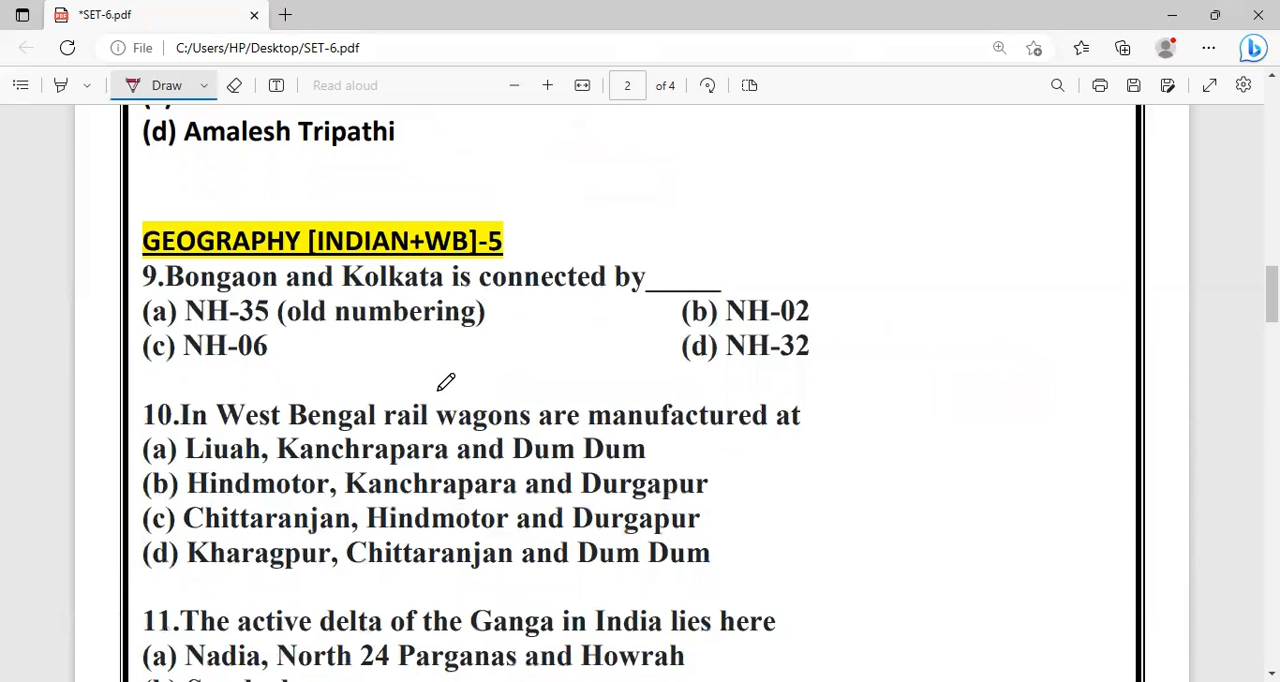 *SET-6.pdf
File C:/Users/HP/Desktop/SET-6.pdf
Draw Read aloud 2 of 4
(d) Amalesh Tripathi
GEOGRAPHY [INDIAN+WB]-5
9.Bongaon and Kolkata is connected by_____
(a) NH-35 (old numbering) (b) NH-02
(c) NH-06 (d) NH-32
10.In West Bengal rail wagons are manufactured at
(a) Liuah, Kanchrapara and Dum Dum
(b) Hindmotor, Kanchrapara and Durgapur
(c) Chittaranjan, Hindmotor and Durgapur
(d) Kharagpur, Chittaranjan and Dum Dum
11.The active delta of the Ganga in India lies here
(a) Nadia, North 24 Parganas and Howrah